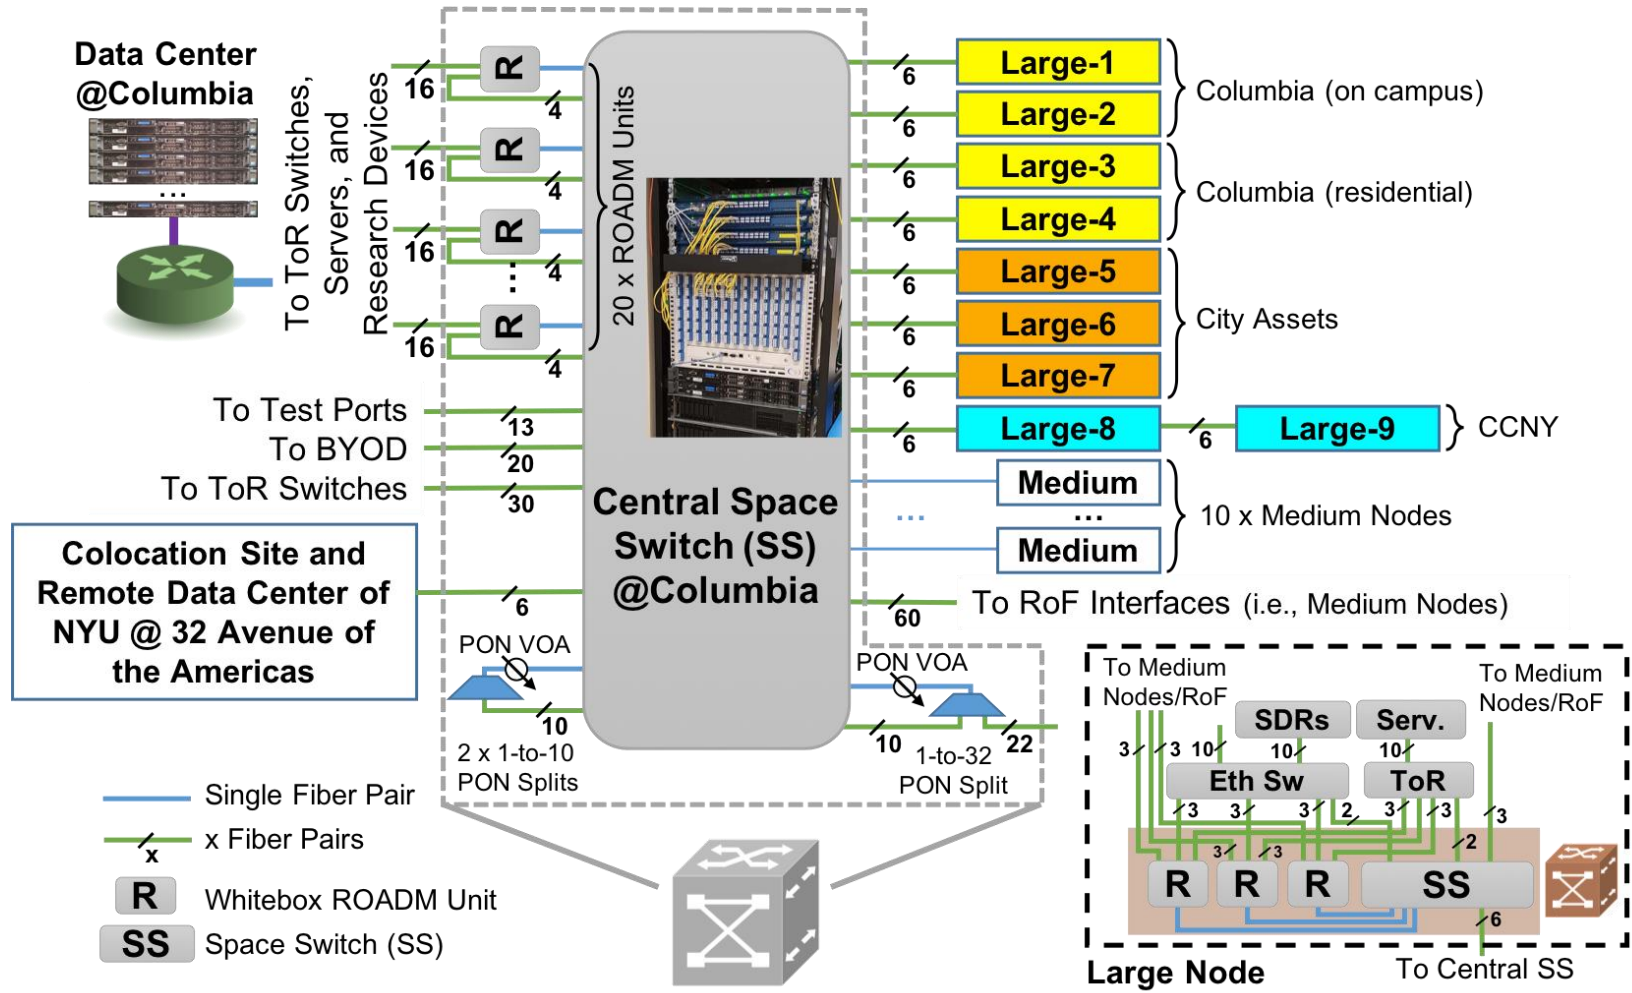 Data Center
@Columbia
...
To ToR Switches,
Servers, and
Research Devices
16
R
4
16
R
4
16
R
4
...
16
R
4
20 x ROADM Units
To Test Ports
13
To BYOD
20
To ToR Switches
30
Colocation Site and
Remote Data Center of
NYU @ 32 Avenue of
the Americas
6
PON VOA
10
2 x 1-to-10
PON Splits
Central Space
Switch (SS)
@Columbia
6
Large-1
6
Large-2
Columbia (on campus)
6
Large-3
6
Large-4
Columbia (residential)
6
Large-5
6
Large-6
6
Large-7
City Assets
6
Large-8
6
Large-9
CCNY
Medium
... ...
Medium
10 x Medium Nodes
60
To RoF Interfaces (i.e., Medium Nodes)
PON VOA
10
22
1-to-32
PON Split
Single Fiber Pair
x
x Fiber Pairs
R
Whitebox ROADM Unit
SS
Space Switch (SS)
To Medium
Nodes/RoF
To Medium
Nodes/RoF
SDRs
Serv.
3
3
10
10
10
Eth Sw
ToR
3
3
3
2
3
3
3
3
3
2
R
R
R
SS
6
Large Node
To Central SS